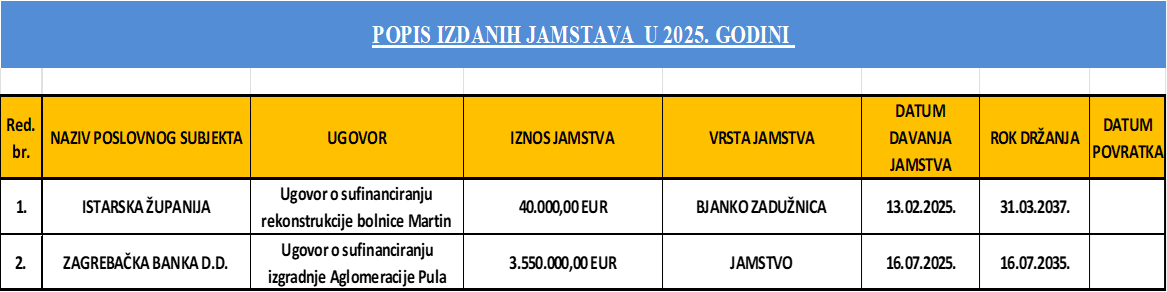 POPIS IZDANIH JAMSTAVA U 2025. GODINI
Red. br. NAZIV POSLOVNOG SUBJEKTA UGOVOR IZNOS JAMSTVA VRSTA JAMSTVA DATUM DAVANJA JAMSTVA ROK DRŽANJA DATUM POVRATKA
1. ISTARSKA ŽUPANIJA Ugovor o sufinanciranju rekonstrukcije bolnice Martin 40.000,00 EUR BJANKO ZADUŽNICA 13.02.2025. 31.03.2037.
2. ZAGREBAČKA BANKA D.D. Ugovor o sufinanciranju izgradnje Aglomeracije Pula 3.550.000,00 EUR JAMSTVO 16.07.2025. 16.07.2035.